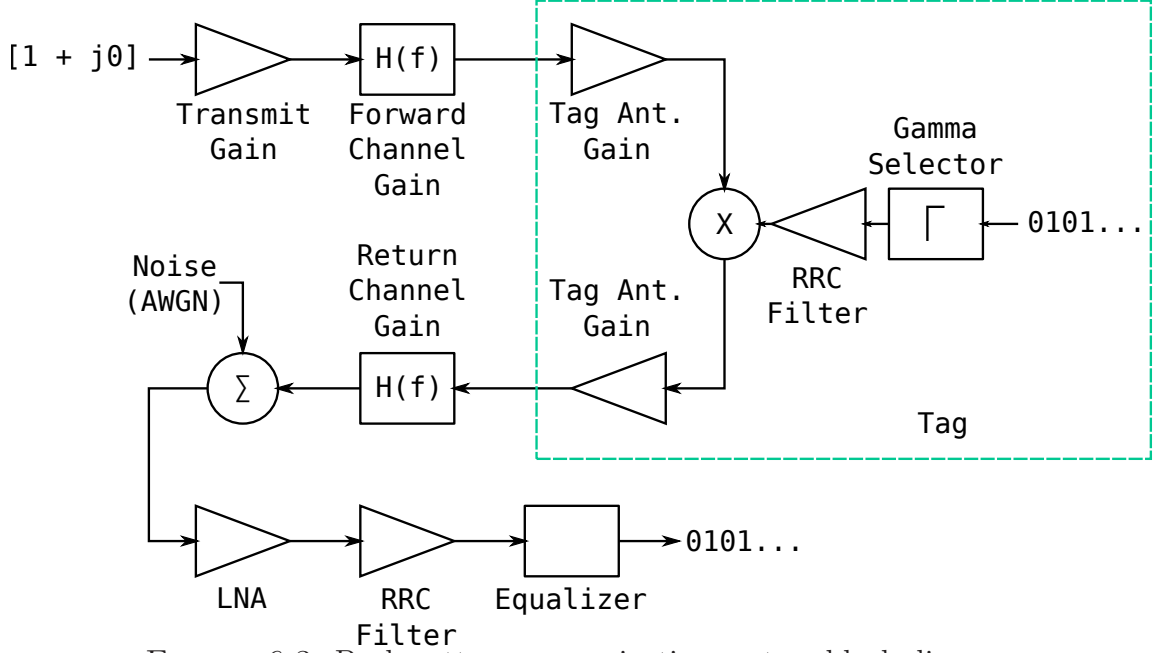 [1 + j0]
H(f)
Transmit
Gain
Forward
Channel
Gain
Tag Ant.
Gain
Gamma
Selector
X
Γ
0101...
RRC
Filter
Noise
(AWGN)
Return
Channel
Gain
Tag Ant.
Gain
Σ
H(f)
Tag
LNA
RRC
Filter
Equalizer
0101...